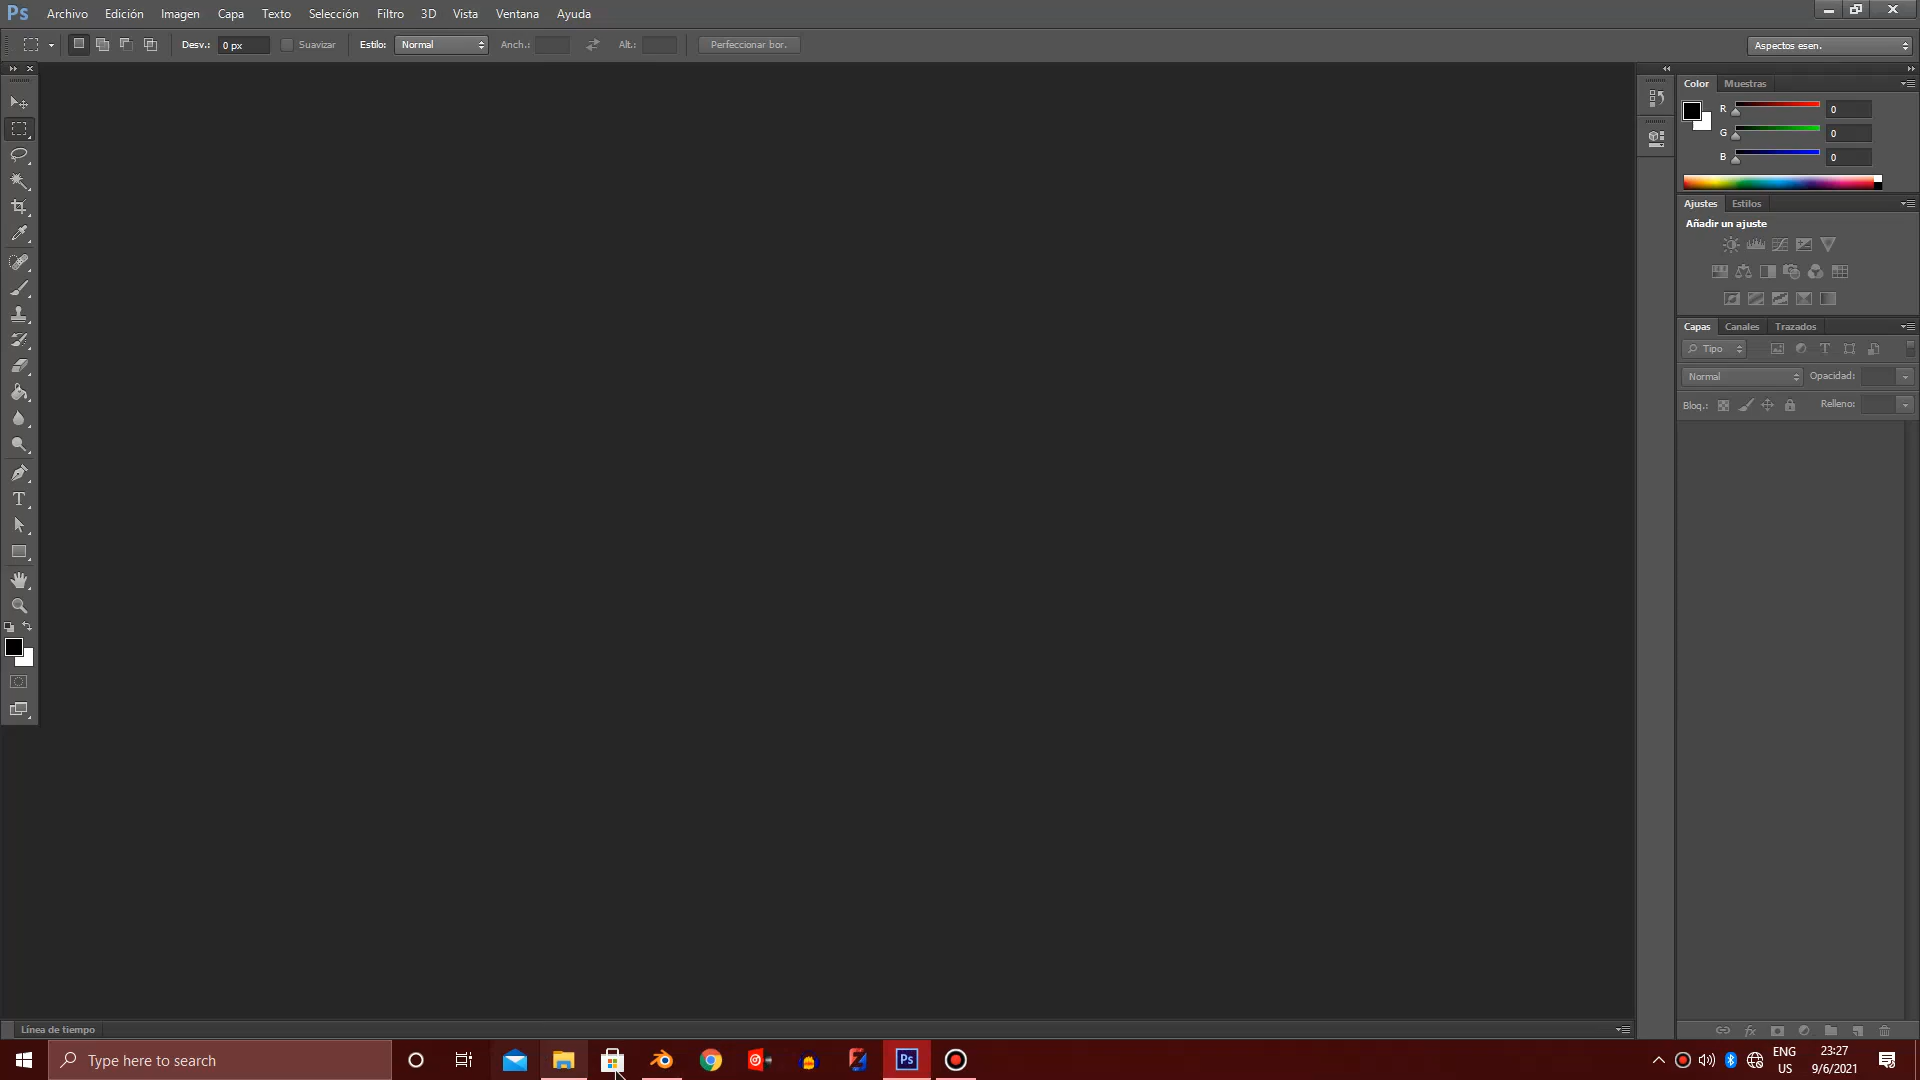 Ps Archivo Edición Imagen Capa Texto Selección Filtro 3D Vista Ventana Ayuda
Desv.: 0 px Suavizar Estilo: Normal Anch.: Alt.: Perfeccionar bor. Aspectos esen.
Color Muestras
R 0
G 0
B 0
Ajustes Estilos
Añadir un ajuste
Capas Canales Trazados
Tipo
Normal Opacidad:
Bloq.: Relleno:
T
Línea de tiempo
Type here to search
Ps
ENG
US
23:27
9/6/2021